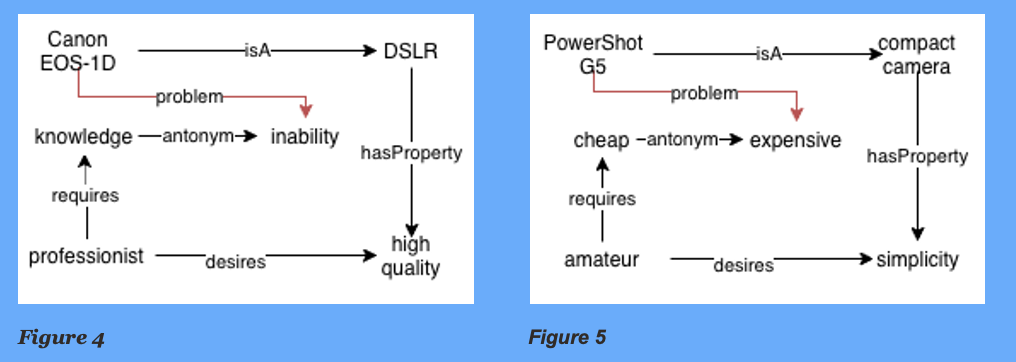 Canon
EOS-1D
isA
DSLR
problem
knowledge
antonym
inability
hasProperty
requires
professionist
desires
high
quality
Figure 4
PowerShot
G5
isA
compact
camera
problem
cheap
antonym
expensive
hasProperty
requires
amateur
desires
simplicity
Figure 5